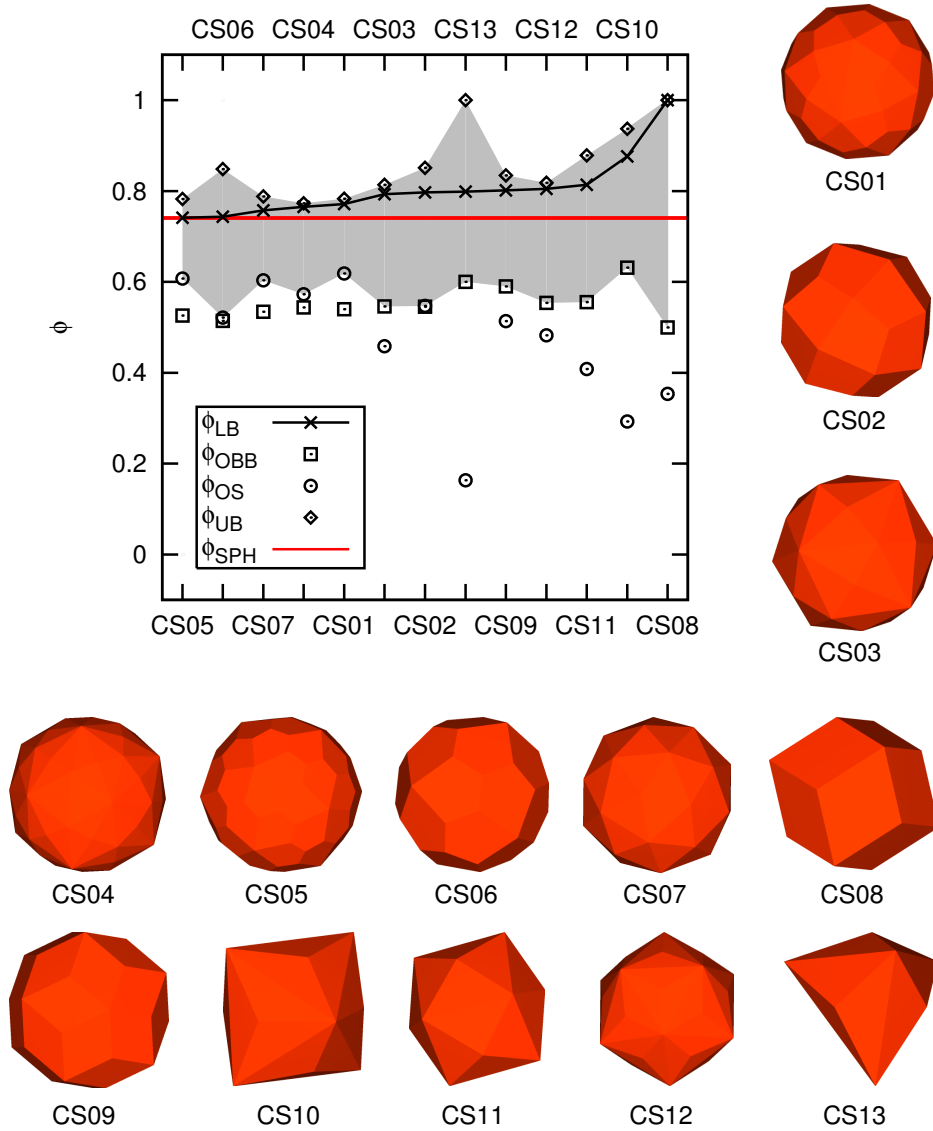 CS06 CS04 CS03 CS13 CS12 CS10
1
0.8
0.6
0.4
0.2
0
ϕ
ϕLB
ϕOBB
ϕOS
ϕUB
ϕSPH
CS05 CS07 CS01 CS02 CS09 CS11 CS08
CS01
CS02
CS03
CS04 CS05 CS06 CS07 CS08
CS09 CS10 CS11 CS12 CS13